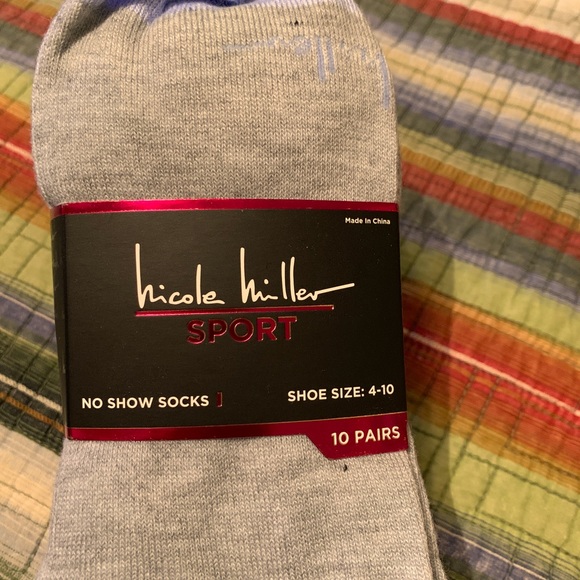 Made In China
nicole miller
SPORT
NO SHOW SOCKS
SHOE SIZE: 4-10
10 PAIRS